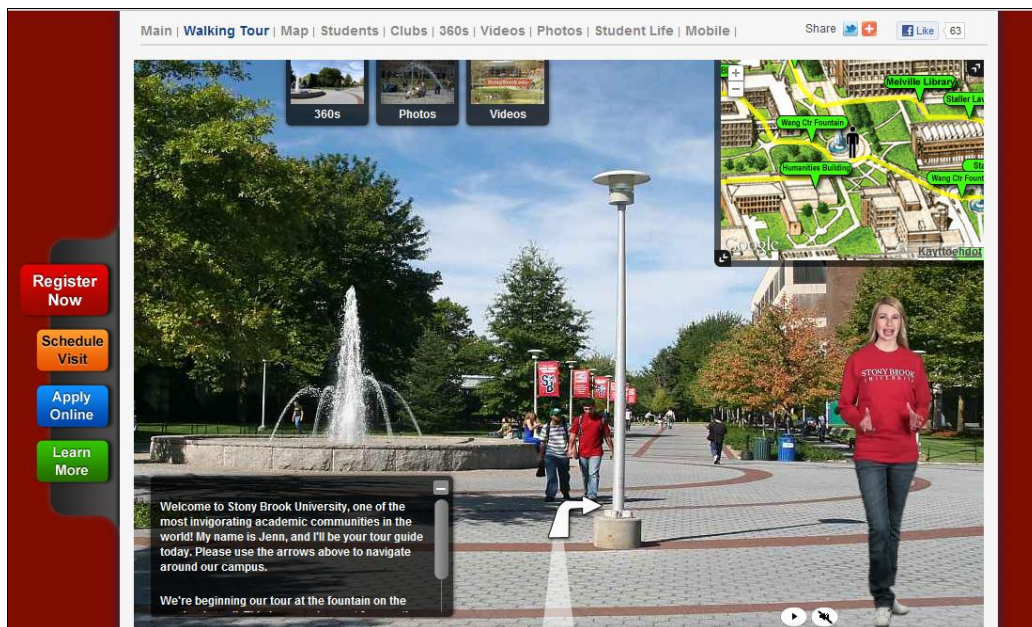 Main | Walking Tour | Map | Students | Clubs | 360s | Videos | Photos | Student Life | Mobile |
Share
Like 63
360s
Photos
Videos
Melville Library
Staller
Wang Ctr Fountain
Humanities Building
Wang Ctr
Google
Käyttöehdot
Register
Now
Schedule
Visit
Apply
Online
Learn
More
STONY BROOK
UNIVERSITY
Welcome to Stony Brook University, one of the
most invigorating academic communities in the
world! My name is Jenn, and I'll be your tour guide
today. Please use the arrows above to navigate
around our campus.
We're beginning our tour at the fountain on the